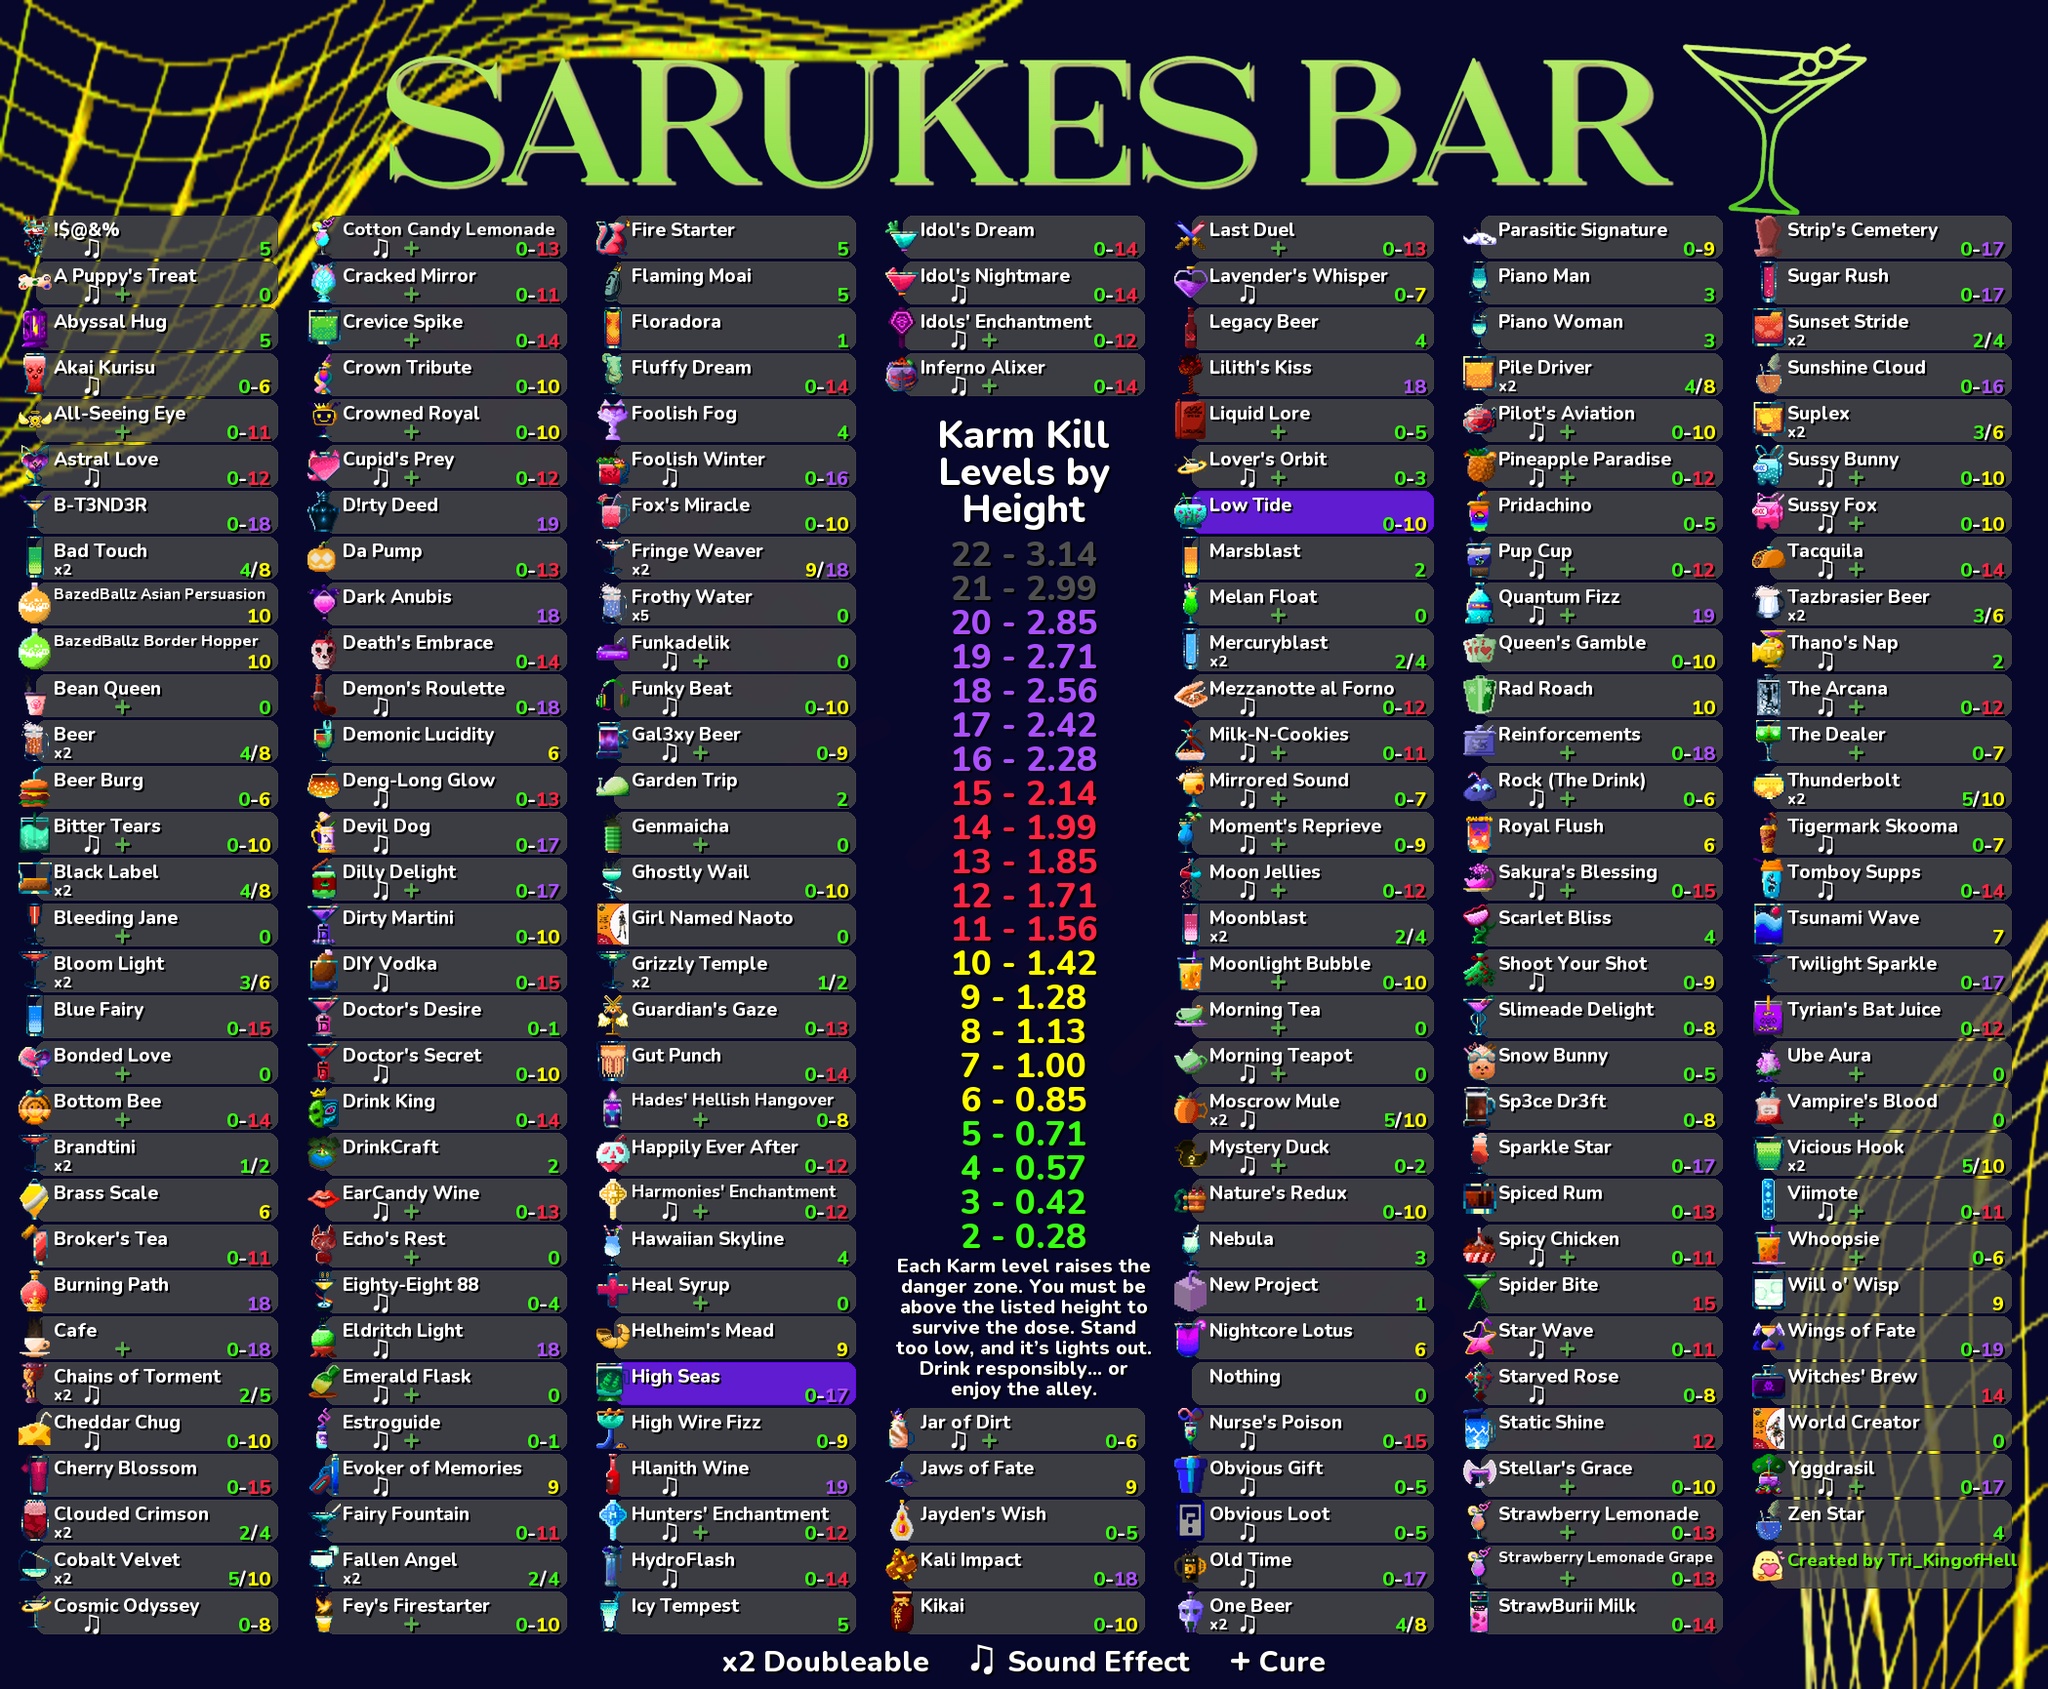 SARUKES BAR
!$@&%
♫ 5
A Puppy's Treat
♫ + 0
Abyssal Hug
5
Akai Kurisu
♫ 0-6
All-Seeing Eye
+ 0-11
Astral Love
♫ 0-12
B-T3ND3R
0-18
Bad Touch
x2 4/8
BazedBallz Asian Persuasion
10
BazedBallz Border Hopper
10
Bean Queen
+ 0
Beer
x2 4/8
Beer Burg
0-6
Bitter Tears
♫ + 0-10
Black Label
x2 4/8
Bleeding Jane
+ 0
Bloom Light
x2 3/6
Blue Fairy
0-15
Bonded Love
+ 0
Bottom Bee
+ 0-14
Brandtini
x2 1/2
Brass Scale
6
Broker's Tea
0-11
Burning Path
18
Cafe
+ 0-18
Chains of Torment
x2 ♫ 2/5
Cheddar Chug
♫ 0-10
Cherry Blossom
0-15
Clouded Crimson
x2 2/4
Cobalt Velvet
x2 5/10
Cosmic Odyssey
♫ 0-8
Cotton Candy Lemonade
♫ + 0-13
Cracked Mirror
+ 0-11
Crevice Spike
+ 0-14
Crown Tribute
0-10
Crowned Royal
+ 0-10
Cupid's Prey
♫ + 0-12
D!rty Deed
19
Da Pump
0-13
Dark Anubis
18
Death's Embrace
0-14
Demon's Roulette
♫ 0-18
Demonic Lucidity
6
Deng-Long Glow
♫ 0-13
Devil Dog
♫ 0-17
Dilly Delight
♫ + 0-17
Dirty Martini
0-10
DIY Vodka
♫ 0-15
Doctor's Desire
0-1
Doctor's Secret
♫ 0-10
Drink King
0-14
DrinkCraft
2
EarCandy Wine
♫ + 0-13
Echo's Rest
+ 0
Eighty-Eight 88
♫ 0-4
Eldritch Light
♫ 18
Emerald Flask
♫ + 0
Estroguide
♫ + 0-1
Evoker of Memories
♫ 9
Fairy Fountain
0-11
Fallen Angel
x2 2/4
Fey's Firestarter
+ 0-10
Fire Starter
5
Flaming Moai
5
Floradora
1
Fluffy Dream
0-14
Foolish Fog
4
Foolish Winter
♫ 0-16
Fox's Miracle
0-10
Fringe Weaver
x2 9/18
Frothy Water
x5 0
Funkadelik
♫ + 0
Funky Beat
♫ 0-10
Gal3xy Beer
♫ + 0-9
Garden Trip
2
Genmaicha
+ 0
Ghostly Wail
0-10
Girl Named Naoto
0
Grizzly Temple
x2 1/2
Guardian's Gaze
0-13
Gut Punch
0-14
Hades' Hellish Hangover
+ 0-8
Happily Ever After
0-12
Harmonies' Enchantment
♫ + 0-12
Hawaiian Skyline
4
Heal Syrup
+ 0
Helheim's Mead
9
High Seas
0-17
High Wire Fizz
0-9
Hlanith Wine
19
Hunters' Enchantment
♫ + 0-12
HydroFlash
♫ 0-14
Icy Tempest
5
Idol's Dream
0-14
Idol's Nightmare
♫ 0-14
Idols' Enchantment
♫ + 0-12
Inferno Alixer
♫ + 0-14
Karm Kill
Levels by
Height
22 - 3.14
21 - 2.99
20 - 2.85
19 - 2.71
18 - 2.56
17 - 2.42
16 - 2.28
15 - 2.14
14 - 1.99
13 - 1.85
12 - 1.71
11 - 1.56
10 - 1.42
9 - 1.28
8 - 1.13
7 - 1.00
6 - 0.85
5 - 0.71
4 - 0.57
3 - 0.42
2 - 0.28
Each Karm level raises the
danger zone. You must be
above the listed height to
survive the dose. Stand
too low, and it's lights out.
Drink responsibly... or
enjoy the alley.
Jar of Dirt
♫ + 0-6
Jaws of Fate
9
Jayden's Wish
0-5
Kali Impact
0-18
Kikai
0-10
Last Duel
+ 0-13
Lavender's Whisper
♫ 0-7
Legacy Beer
4
Lilith's Kiss
18
Liquid Lore
+ 0-5
Lover's Orbit
♫ + 0-3
Low Tide
0-10
Marsblast
2
Melan Float
+ 0
Mercuryblast
x2 2/4
Mezzanotte al Forno
♫ 0-12
Milk-N-Cookies
♫ + 0-11
Mirrored Sound
♫ + 0-7
Moment's Reprieve
♫ + 0-9
Moon Jellies
♫ + 0-12
Moonblast
x2 2/4
Moonlight Bubble
+ 0-10
Morning Tea
+ 0
Morning Teapot
♫ + 0
Moscrow Mule
x2 ♫ 5/10
Mystery Duck
♫ + 0-2
Nature's Redux
0-10
Nebula
3
New Project
1
Nightcore Lotus
6
Nothing
0
Nurse's Poison
♫ 0-15
Obvious Gift
♫ 0-5
Obvious Loot
♫ 0-5
Old Time
♫ 0-17
One Beer
x2 ♫ 4/8
Parasitic Signature
0-9
Piano Man
3
Piano Woman
3
Pile Driver
x2 4/8
Pilot's Aviation
♫ + 0-10
Pineapple Paradise
♫ + 0-12
Pridachino
0-5
Pup Cup
♫ + 0-12
Quantum Fizz
♫ + 19
Queen's Gamble
0-10
Rad Roach
10
Reinforcements
+ 0-18
Rock (The Drink)
♫ + 0-6
Royal Flush
6
Sakura's Blessing
♫ + 0-15
Scarlet Bliss
4
Shoot Your Shot
♫ 0-9
Slimeade Delight
0-8
Snow Bunny
0-5
Sp3ce Dr3ft
0-8
Sparkle Star
0-17
Spiced Rum
0-13
Spicy Chicken
♫ + 0-11
Spider Bite
15
Star Wave
♫ + 0-11
Starved Rose
♫ 0-8
Static Shine
12
Stellar's Grace
+ 0-10
Strawberry Lemonade
+ 0-13
Strawberry Lemonade Grape
+ 0-13
StrawBurii Milk
0-14
Strip's Cemetery
0-17
Sugar Rush
0-17
Sunset Stride
x2 2/4
Sunshine Cloud
0-16
Suplex
x2 3/6
Sussy Bunny
♫ + 0-10
Sussy Fox
♫ + 0-10
Tacquila
♫ + 0-14
Tazbrasier Beer
x2 3/6
Thano's Nap
♫ 2
The Arcana
♫ + 0-12
The Dealer
+ 0-7
Thunderbolt
x2 5/10
Tigermark Skooma
♫ 0-7
Tomboy Supps
♫ 0-14
Tsunami Wave
7
Twilight Sparkle
0-17
Tyrian's Bat Juice
0-12
Ube Aura
+ 0
Vampire's Blood
+ 0
Vicious Hook
x2 5/10
Viimote
♫ + 0-11
Whoopsie
+ 0-6
Will o' Wisp
9
Wings of Fate
0-19
Witches' Brew
14
World Creator
0
Yggdrasil
♫ + 0-17
Zen Star
4
Created by Tri_KingofHell
x2 Doubleable ♫ Sound Effect + Cure